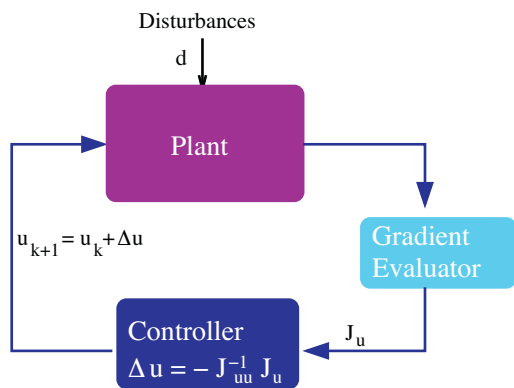 Disturbances
d
Plant
u_{k+1} = u_k + Δu
Gradient
Evaluator
Controller
Δu = − J_{uu}^{-1} J_u
J_u